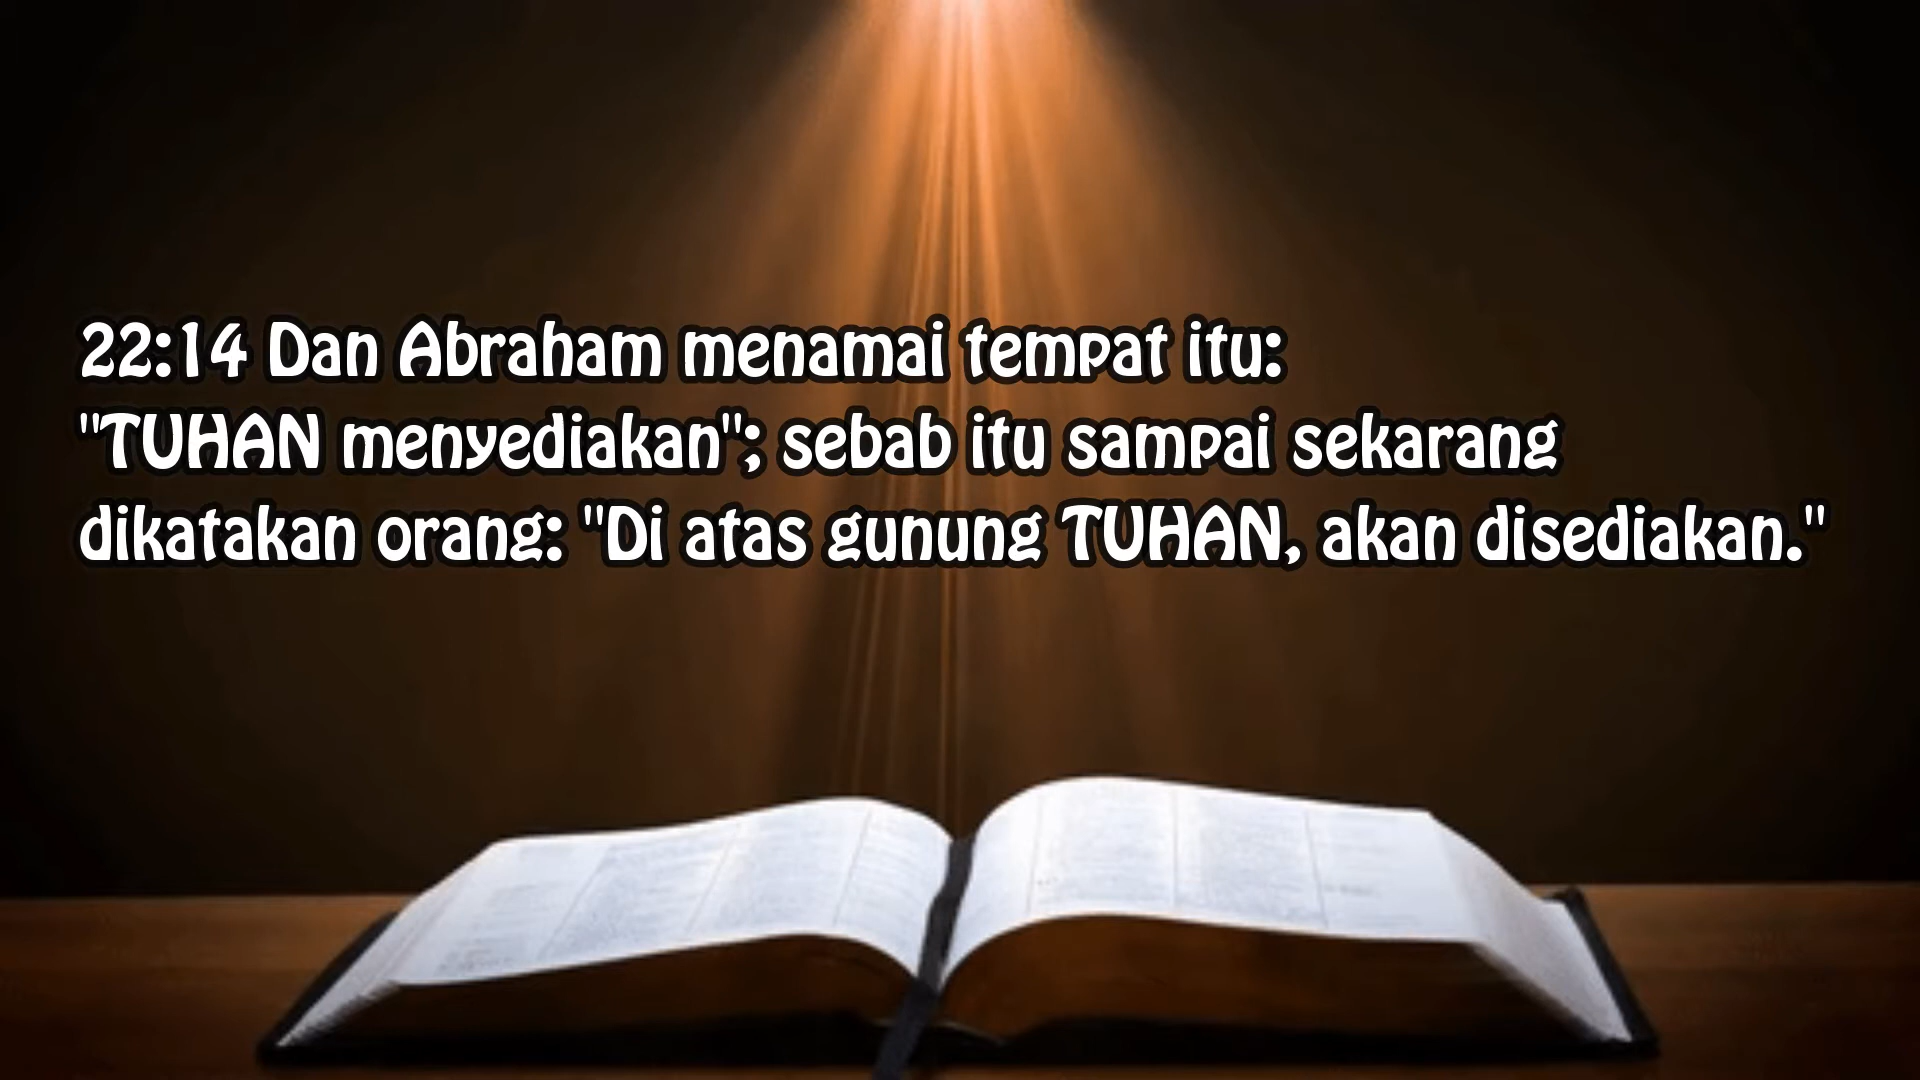 22:14 Dan Abraham menamai tempat itu:
"TUHAN menyediakan"; sebab itu sampai sekarang
dikatakan orang: "Di atas gunung TUHAN, akan disediakan."